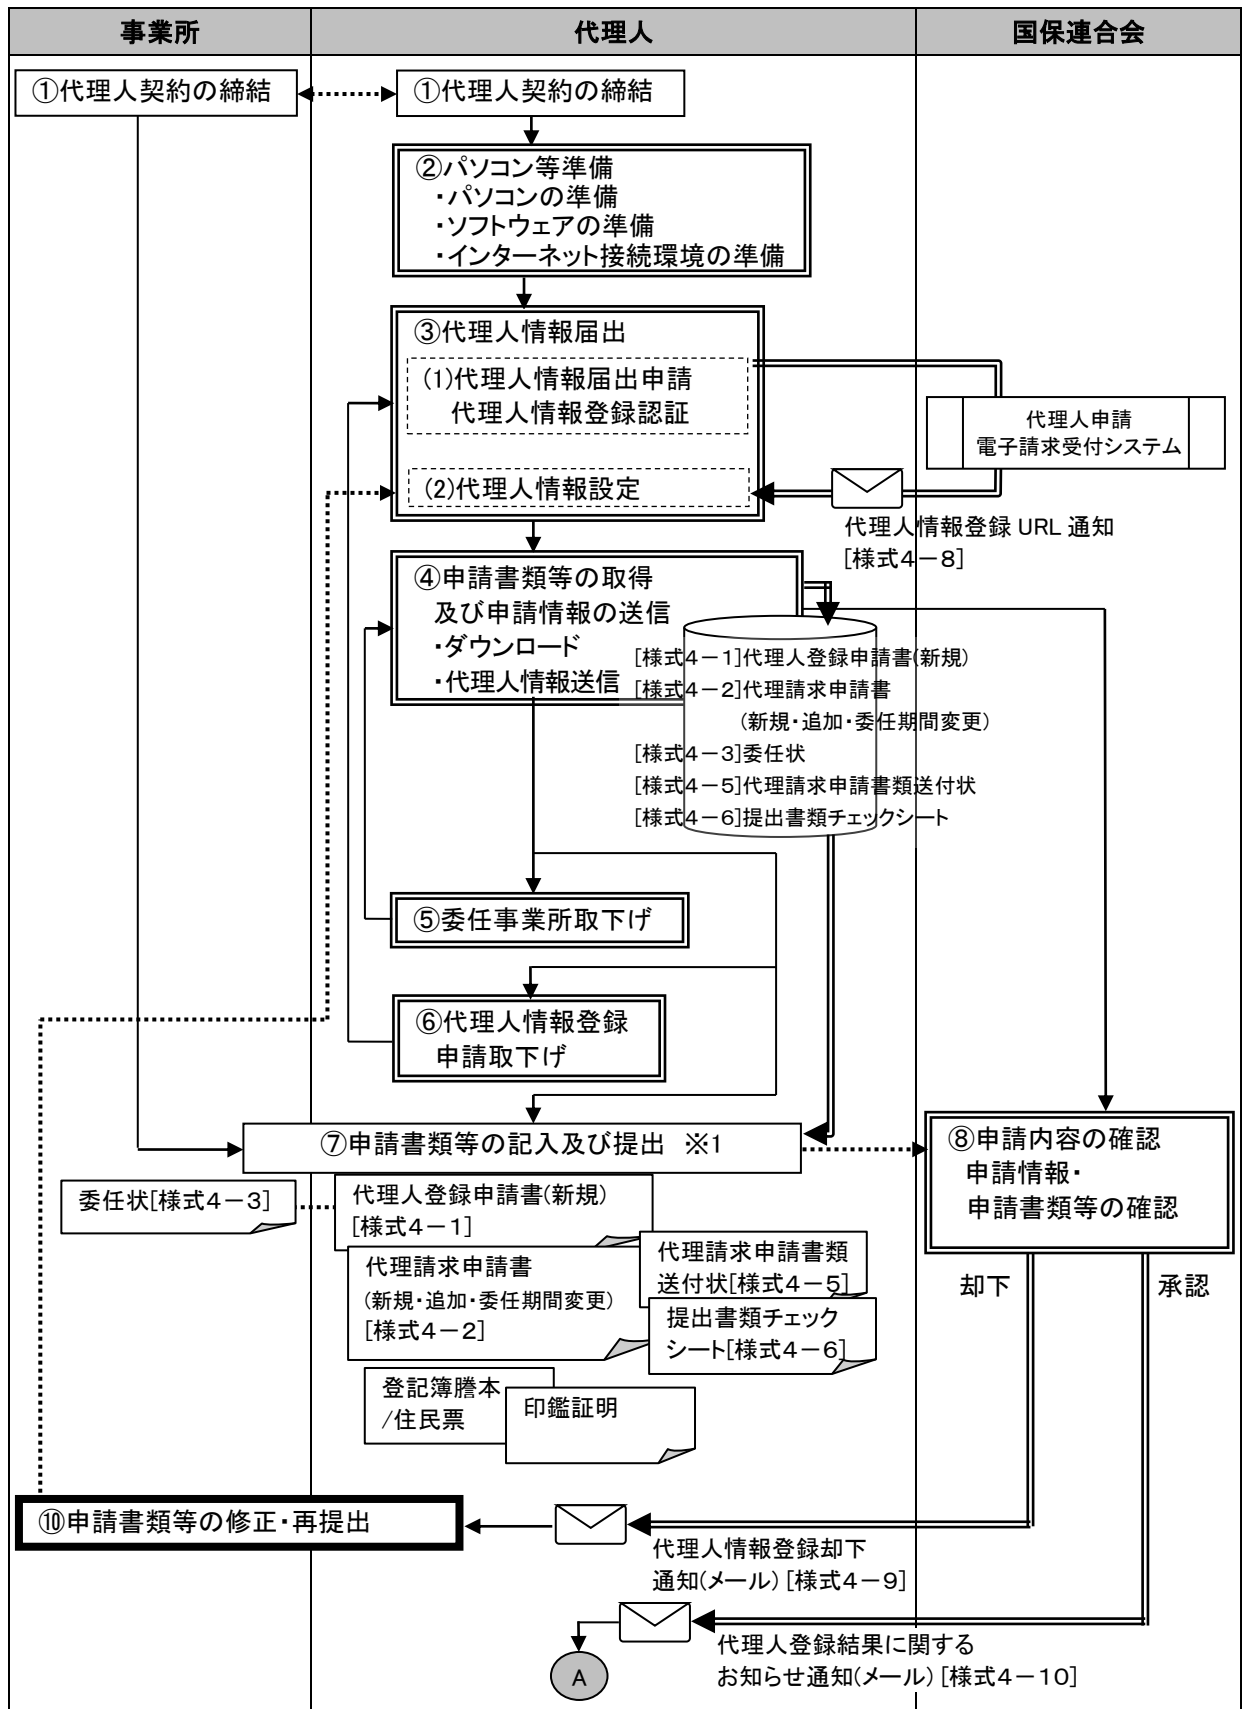 事業所
代理人
国保連合会
①代理人契約の締結
①代理人契約の締結
②パソコン等準備
・パソコンの準備
・ソフトウェアの準備
・インターネット接続環境の準備
③代理人情報届出
(1)代理人情報届出申請
代理人情報登録認証
代理人申請
電子請求受付システム
(2)代理人情報設定
代理人情報登録 URL 通知
[様式4-8]
④申請書類等の取得
及び申請情報の送信
・ダウンロード
・代理人情報送信
[様式4-1]代理人登録申請書(新規)
[様式4-2]代理請求申請書
(新規・追加・委任期間変更)
[様式4-3]委任状
[様式4-5]代理請求申請書類送付状
[様式4-6]提出書類チェックシート
⑤委任事業所取下げ
⑥代理人情報登録
申請取下げ
⑦申請書類等の記入及び提出 ※1
⑧申請内容の確認
申請情報・
申請書類等の確認
委任状[様式4-3]
代理人登録申請書(新規)
[様式4-1]
代理請求申請書
(新規・追加・委任期間変更)
[様式4-2]
代理請求申請書類
送付状[様式4-5]
提出書類チェック
シート[様式4-6]
登記簿謄本
/住民票
印鑑証明
却下
承認
⑩申請書類等の修正・再提出
代理人情報登録却下
通知(メール)[様式4-9]
代理人登録結果に関する
お知らせ通知(メール)[様式4-10]
A